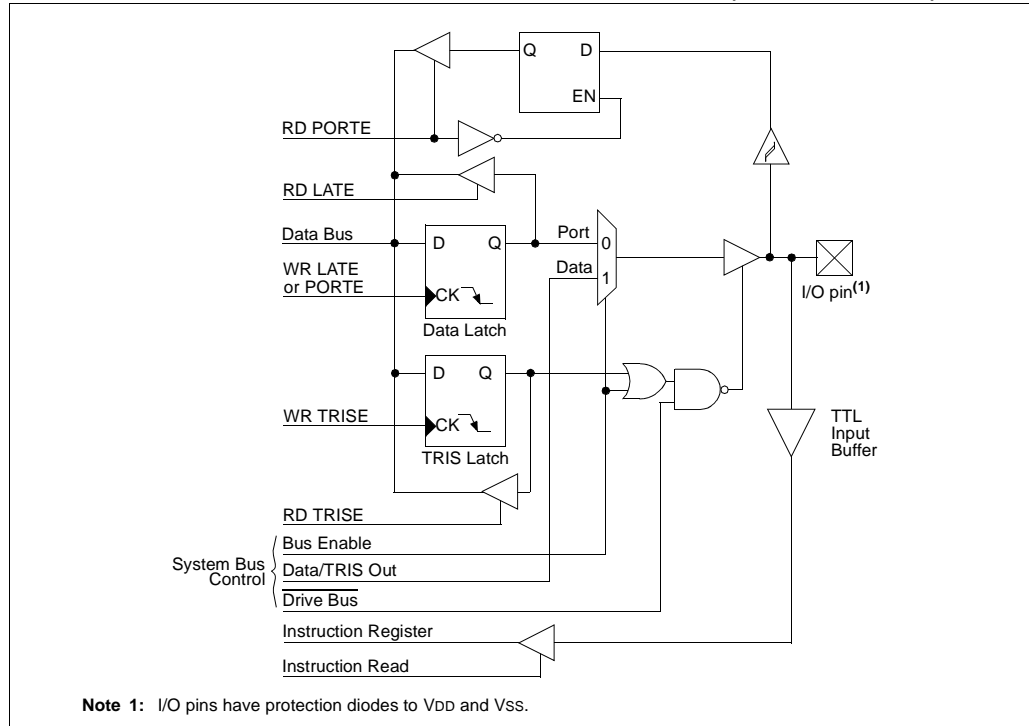 Q
D
EN
RD PORTE
RD LATE
Data Bus
D
Q
Port
0
WR LATE
or PORTE
Data
1
CK
I/O pin(1)
Data Latch
D
Q
WR TRISE
CK
TTL
Input
Buffer
TRIS Latch
RD TRISE
Bus Enable
System Bus
Control
Data/TRIS Out
Drive Bus
Instruction Register
Instruction Read
Note 1: I/O pins have protection diodes to VDD and VSS.